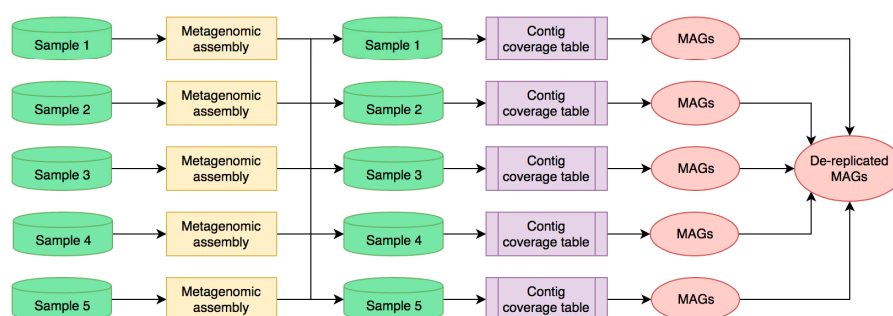 Sample 1
Metagenomic
assembly
Sample 1
Contig
coverage table
MAGs
Sample 2
Metagenomic
assembly
Sample 2
Contig
coverage table
MAGs
Sample 3
Metagenomic
assembly
Sample 3
Contig
coverage table
MAGs
De-replicated
MAGs
Sample 4
Metagenomic
assembly
Sample 4
Contig
coverage table
MAGs
Sample 5
Metagenomic
assembly
Sample 5
Contig
coverage table
MAGs